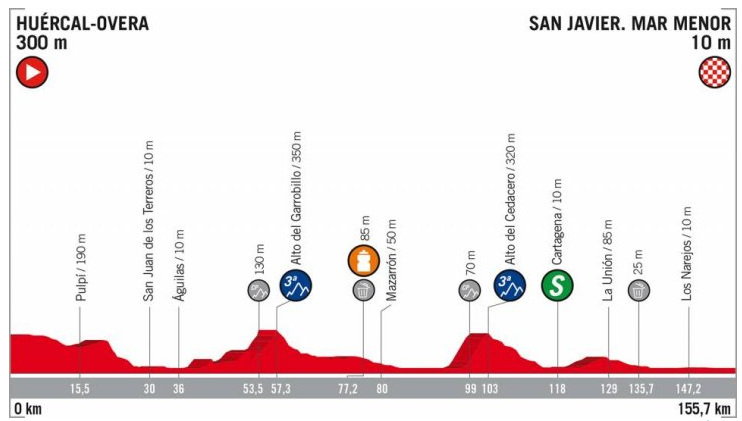 HUÉRCAL-OVERA
300 m
SAN JAVIER. MAR MENOR
10 m
Pulpí / 190 m
San Juan de los Terreros / 10 m
Águilas / 10 m
130 m
Alto del Garrobillo / 350 m
3ª
85 m
Mazarrón / 50 m
70 m
Alto del Cedacero / 320 m
3ª
Cartagena / 10 m
S
La Unión / 85 m
25 m
Los Narejos / 10 m
15,5
30
36
53,5
57,3
77,2
80
99
103
118
129
135,7
147,2
0 km
155,7 km